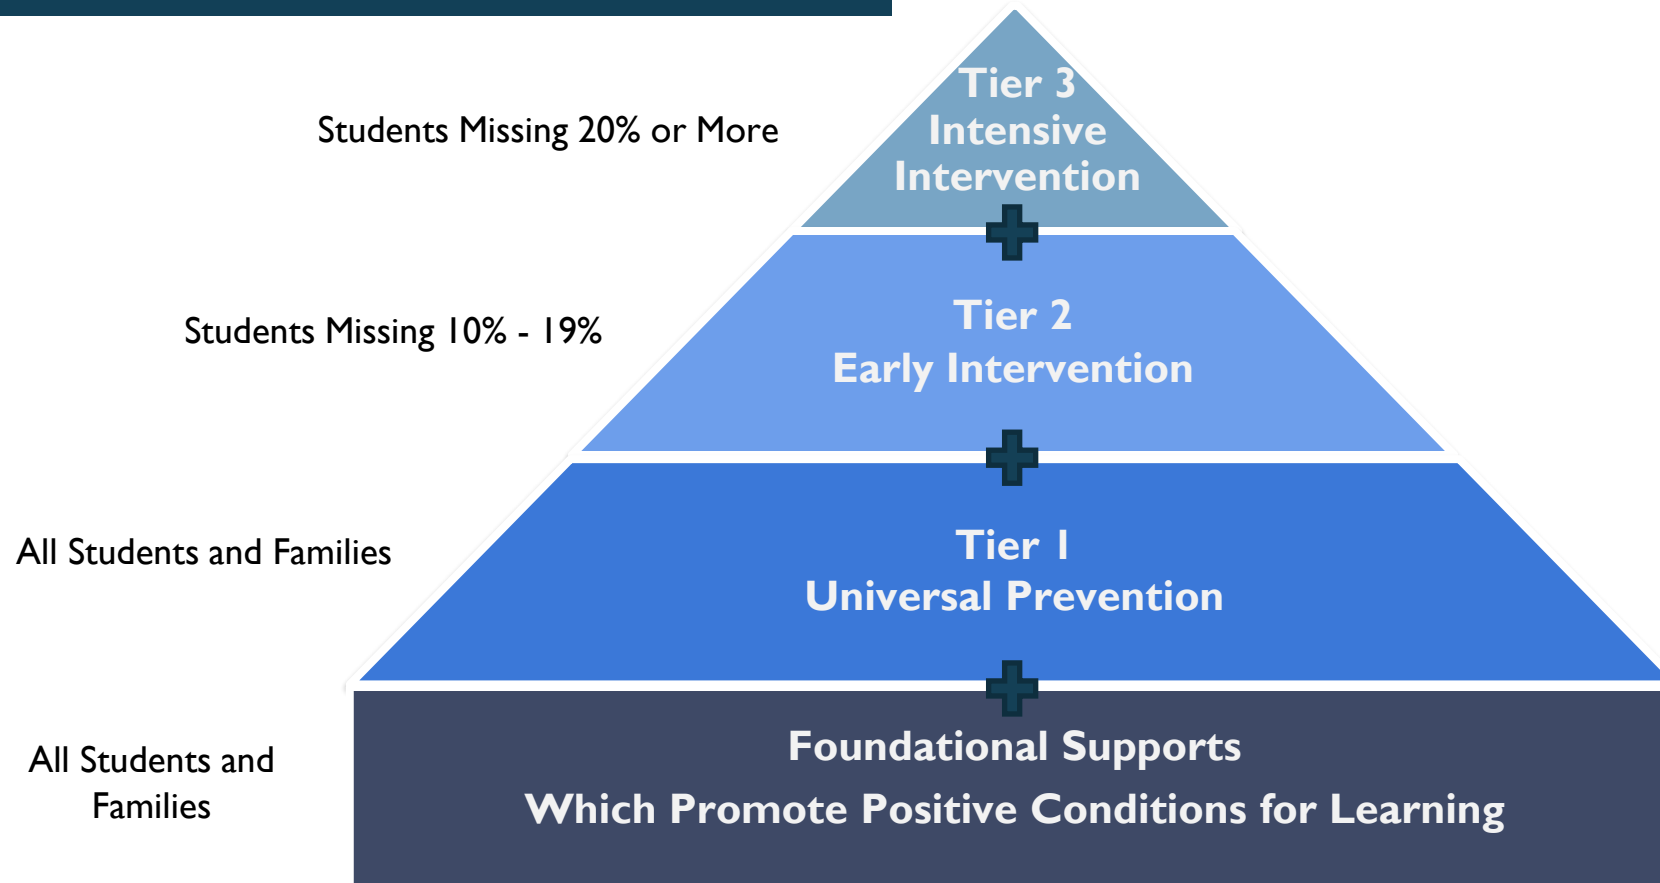 Tier 3
Intensive
Intervention
Students Missing 20% or More
Tier 2
Early Intervention
Students Missing 10% - 19%
Tier 1
Universal Prevention
All Students and Families
Foundational Supports
Which Promote Positive Conditions for Learning
All Students and
Families